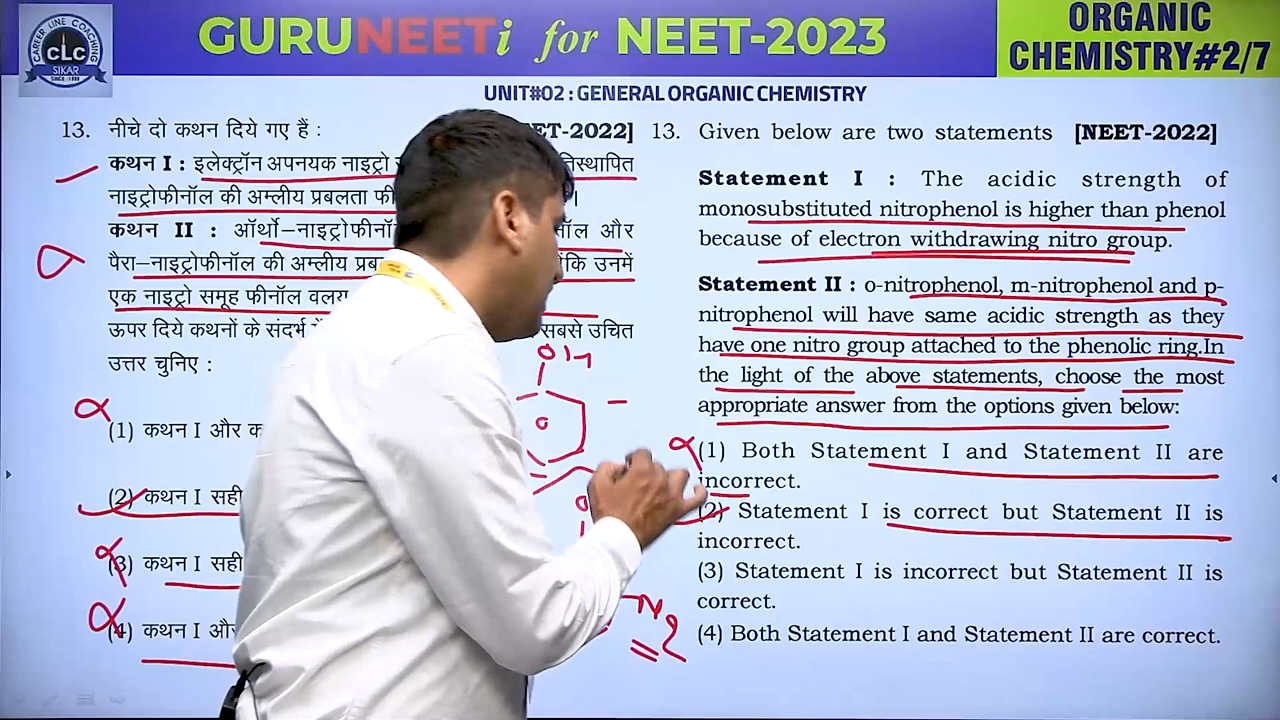 CAREER LINE COACHING
CLC
SIKAR
SINCE : 1996
GURUNEETi for NEET-2023
ORGANIC
CHEMISTRY#2/7
UNIT#02 : GENERAL ORGANIC CHEMISTRY
13. नीचे दो कथन दिये गए हैं :
कथन I : इलेक्ट्रॉन अपनयक नाइट्रो
नाइट्रोफीनॉल की अम्लीय प्रबलता
कथन II :
और
पैरा–नाइट्रोफीनॉल की अम्लीय
उनमें
एक नाइट्रो समूह फीनॉल
ऊपर दिये कथनों के संदर्भ
सबसे उचित
उत्तर चुनिए :
(1) कथन I और
(2) कथन I सही
(3) कथन I सही
(4) कथन I
OH
13. Given below are two statements [NEET-2022]
Statement I : The acidic strength of
monosubstituted nitrophenol is higher than phenol
because of electron withdrawing nitro group.
Statement II : o-nitrophenol, m-nitrophenol and p-
nitrophenol will have same acidic strength as they
have one nitro group attached to the phenolic ring.In
the light of the above statements, choose the most
appropriate answer from the options given below:
(1) Both Statement I and Statement II are
incorrect.
(2) Statement I is correct but Statement II is
incorrect.
(3) Statement I is incorrect but Statement II is
correct.
(4) Both Statement I and Statement II are correct.